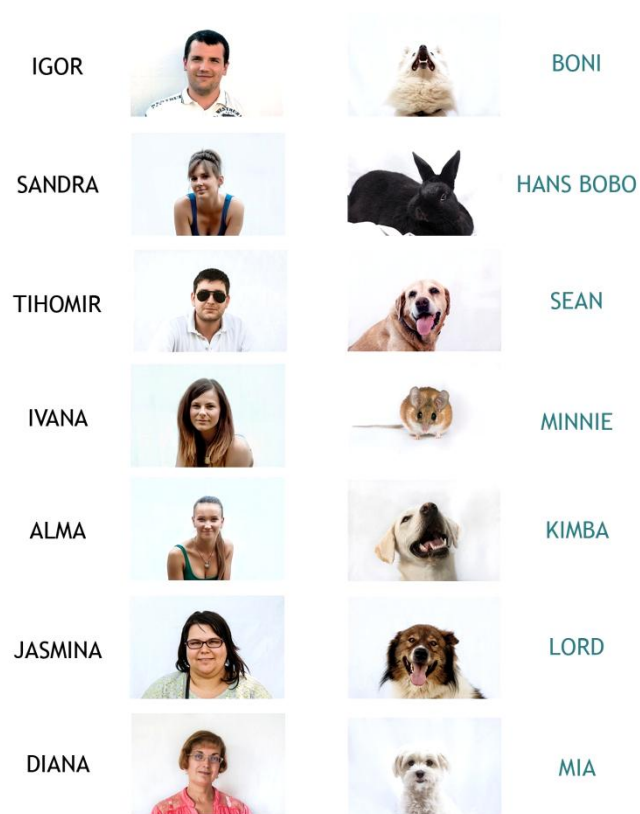 IGOR BONI
SANDRA HANS BOBO
TIHOMIR SEAN
IVANA MINNIE
ALMA KIMBA
JASMINA LORD
DIANA MIA